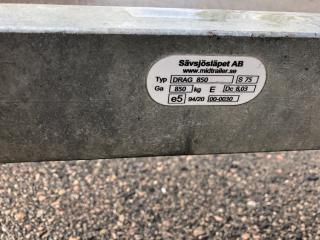 Sävsjösläpet AB
www.midtrailer.se
Typ DRAG 850 S 75
Ga 850 kg E Dc 8,03
e5 94/20 00-0030